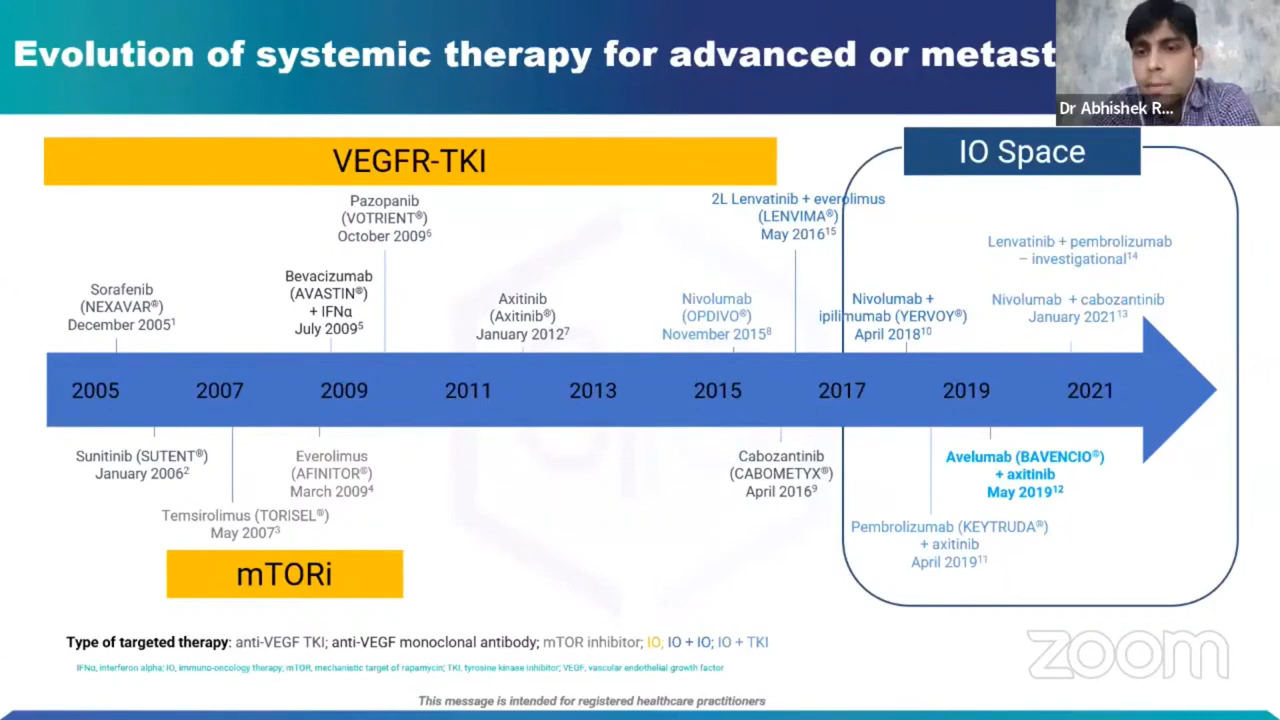 Evolution of systemic therapy for advanced or metast
Dr Abhishek R...
VEGFR-TKI
IO Space
Pazopanib
(VOTRIENT®)
October 2009⁶
2L Lenvatinib + everolimus
(LENVIMA®)
May 2016¹⁵
Lenvatinib + pembrolizumab
– investigational¹⁴
Sorafenib
(NEXAVAR®)
December 2005¹
Bevacizumab
(AVASTIN®)
+ IFNα
July 2009⁵
Axitinib
(Axitinib®)
January 2012⁷
Nivolumab
(OPDIVO®)
November 2015⁸
Nivolumab +
ipilimumab (YERVOY®)
April 2018¹⁰
Nivolumab + cabozantinib
January 2021¹³
2005 2007 2009 2011 2013 2015 2017 2019 2021
Sunitinib (SUTENT®)
January 2006²
Everolimus
(AFINITOR®)
March 2009⁴
Cabozantinib
(CABOMETYX®)
April 2016⁹
Avelumab (BAVENCIO®)
+ axitinib
May 2019¹²
Temsirolimus (TORISEL®)
May 2007³
Pembrolizumab (KEYTRUDA®)
+ axitinib
April 2019¹¹
mTORi
Type of targeted therapy: anti-VEGF TKI; anti-VEGF monoclonal antibody; mTOR inhibitor; IO; IO + IO; IO + TKI
IFNα, interferon alpha; IO, immuno-oncology therapy; mTOR, mechanistic target of rapamycin; TKI, tyrosine kinase inhibitor; VEGF, vascular endothelial growth factor
This message is intended for registered healthcare practitioners
zoom